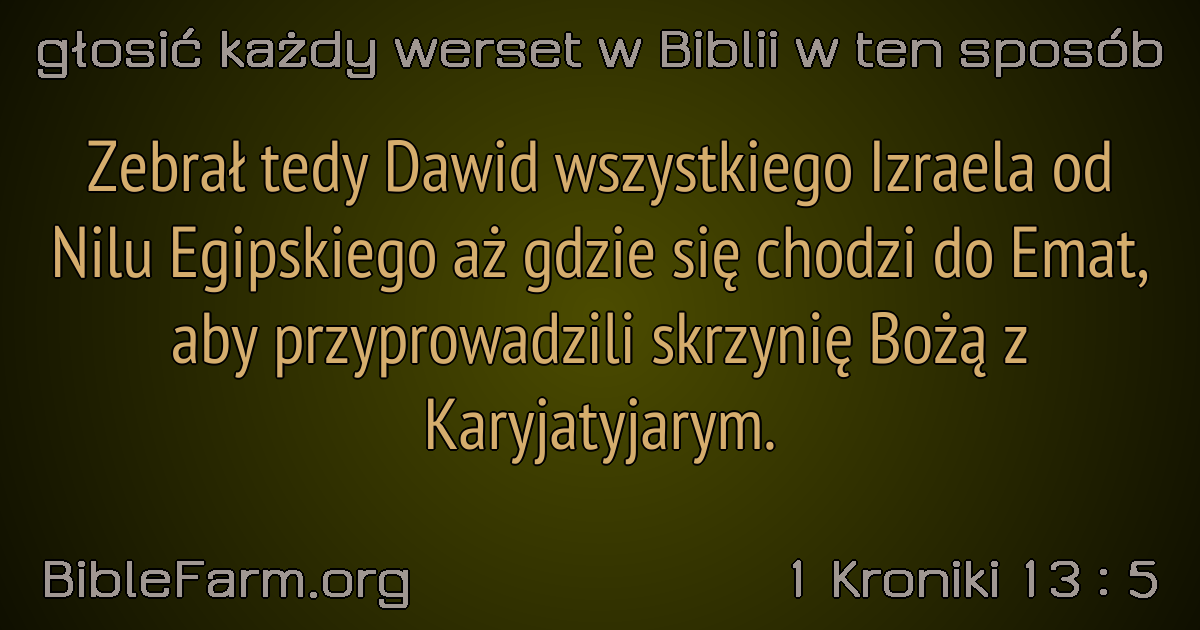 głosić każdy werset w Biblii w ten sposób
Zebrał tedy Dawid wszystkiego Izraela od
Nilu Egipskiego aż gdzie się chodzi do Emat,
aby przyprowadzili skrzynię Bożą z
Karyjatyjarym.
BibleFarm.org
1 Kroniki 13 : 5